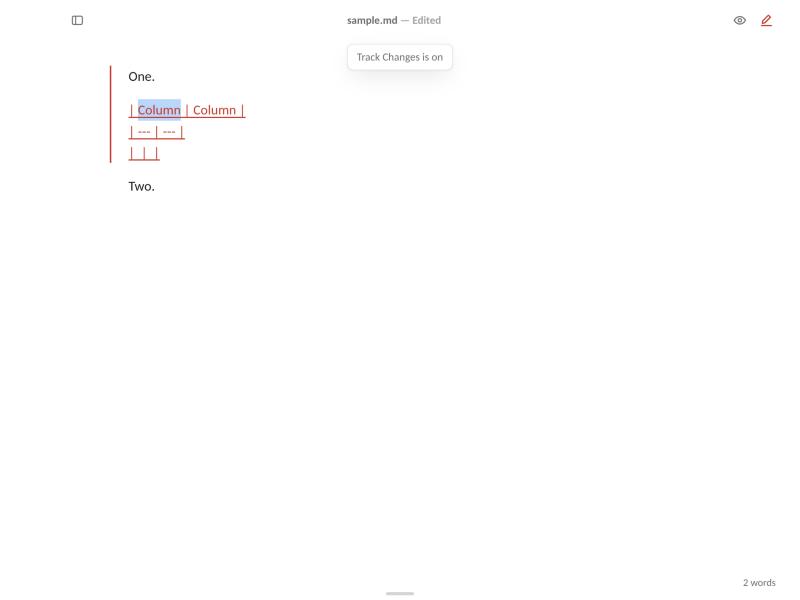 sample.md — Edited
Track Changes is on
One.
| Column | Column |
| --- | --- |
| | |
Two.
2 words